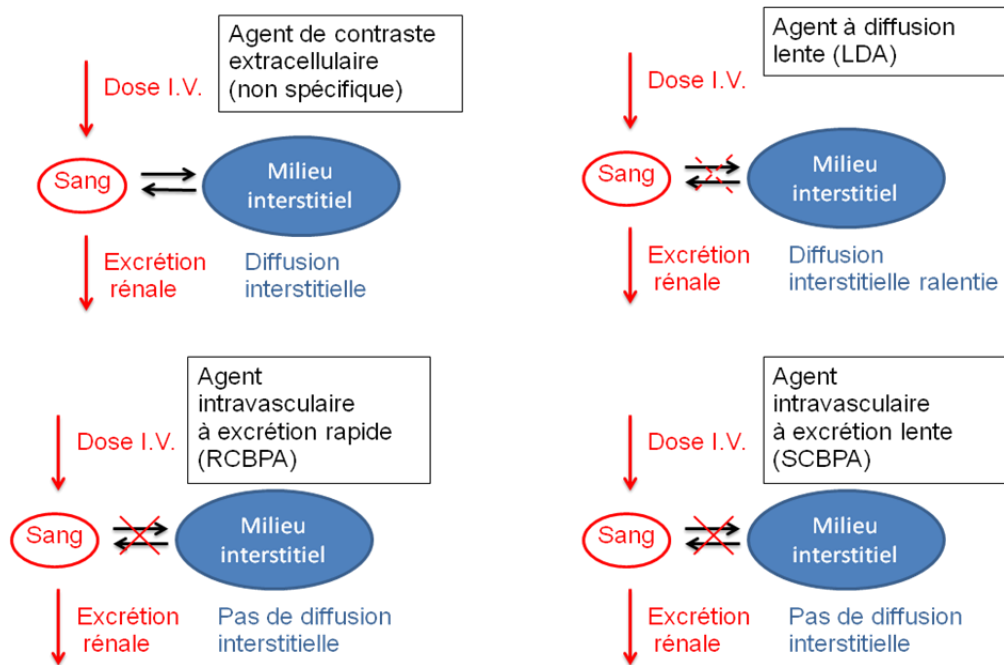 Agent de contraste
extracellulaire
(non spécifique)
Dose I.V.
Sang
Milieu
interstitiel
Excrétion
rénale
Diffusion
interstitielle
Agent à diffusion
lente (LDA)
Dose I.V.
Sang
Milieu
interstitiel
Excrétion
rénale
Diffusion
interstitielle ralentie
Agent
intravasculaire
à excrétion rapide
(RCBPA)
Dose I.V.
Sang
Milieu
interstitiel
Excrétion
rénale
Pas de diffusion
interstitielle
Agent
intravasculaire
à excrétion lente
(SCBPA)
Dose I.V.
Sang
Milieu
interstitiel
Excrétion
rénale
Pas de diffusion
interstitielle